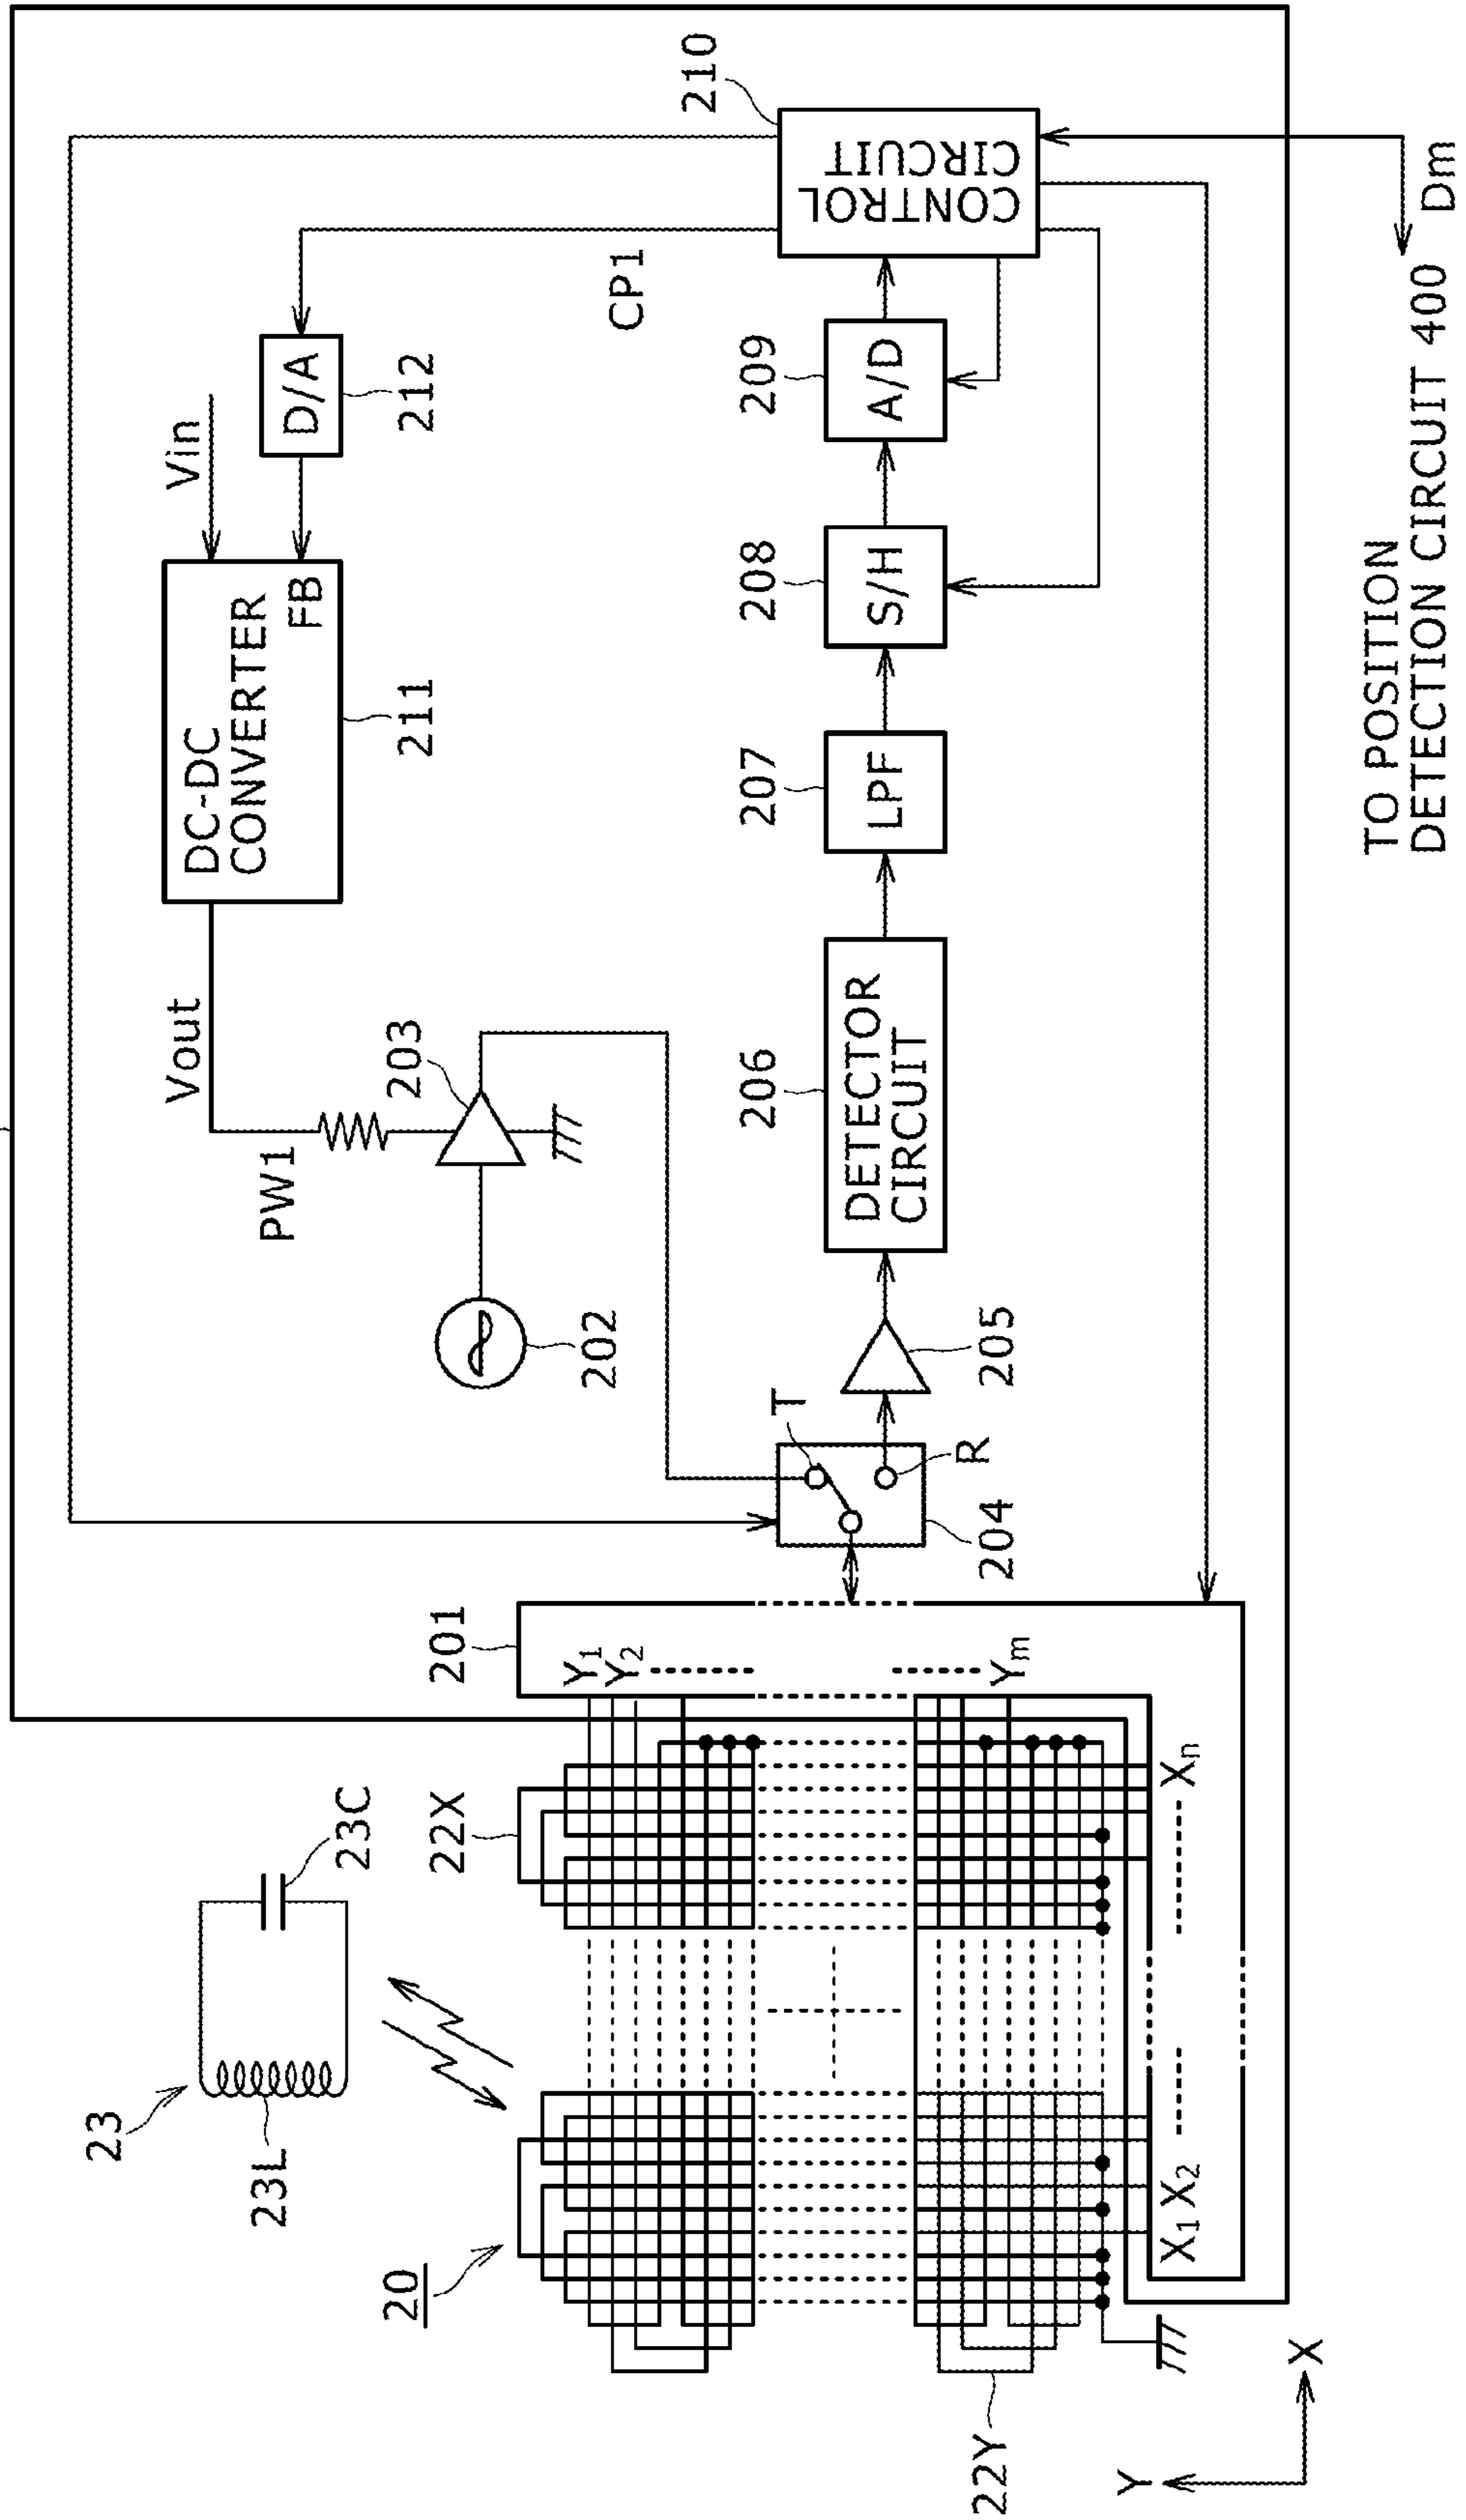 23
23L
23C
20
22X
22Y
201
Y1
Y2
Ym
X1 X2
Xn
Y
X
204
T
R
202
203
PW1
Vout
DC-DC
CONVERTER
FB
211
Vin
D/A
212
CP1
205
DETECTOR
CIRCUIT
206
LPF
207
S/H
208
A/D
209
CONTROL
CIRCUIT
210
TO POSITION
DETECTION CIRCUIT 400
Dm